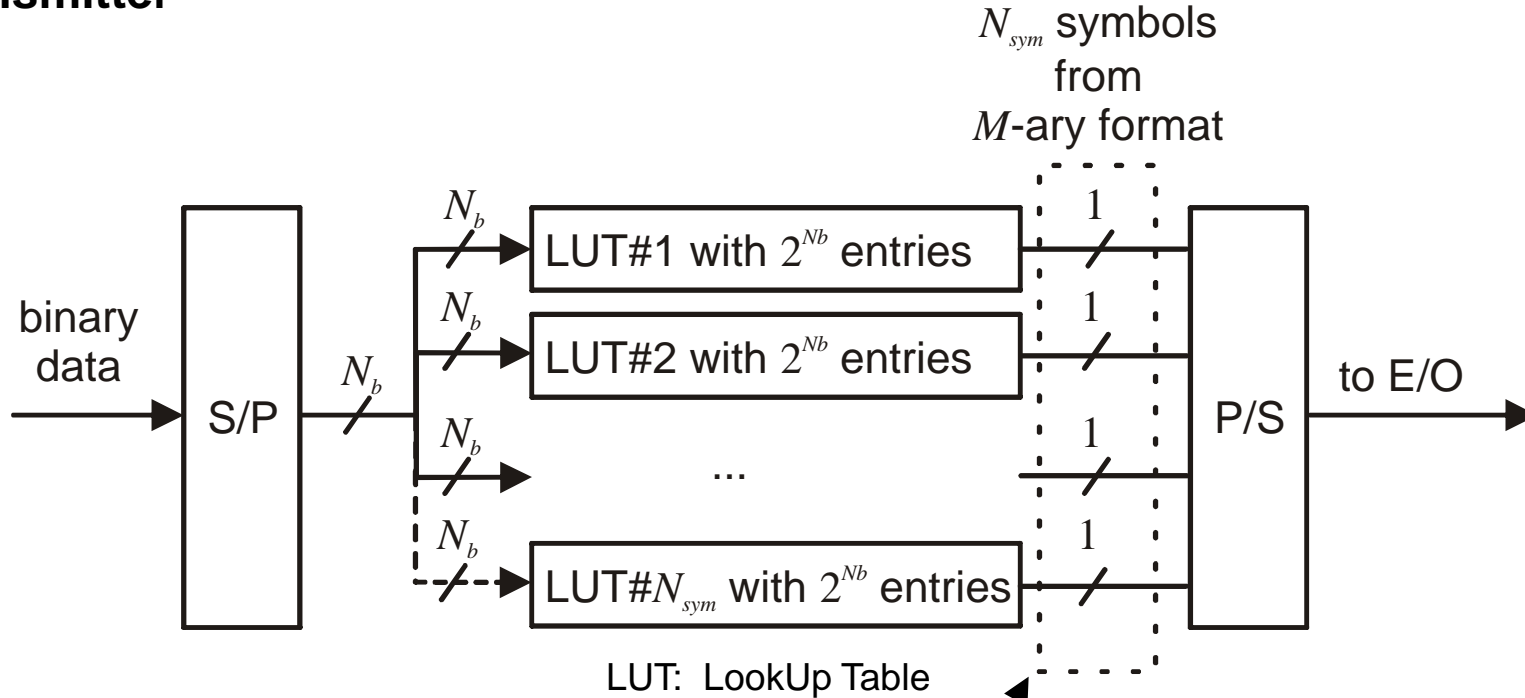 N_sym symbols
from
M-ary format
N_b
1
LUT#1 with 2^Nb entries
N_b
1
LUT#2 with 2^Nb entries
binary
data
N_b
S/P
N_b
...
1
P/S
to E/O
N_b
1
LUT#N_sym with 2^Nb entries
LUT: LookUp Table